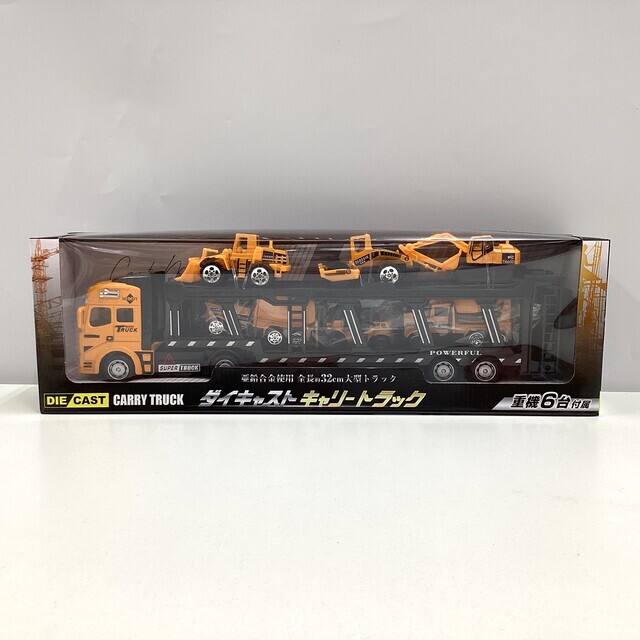 TRUCK
SUPER TRUCK
POWERFUL
亜鉛合金使用 全長約32cm大型トラック
DIE CAST CARRY TRUCK ダイキャスト キャリートラック 重機6台付属